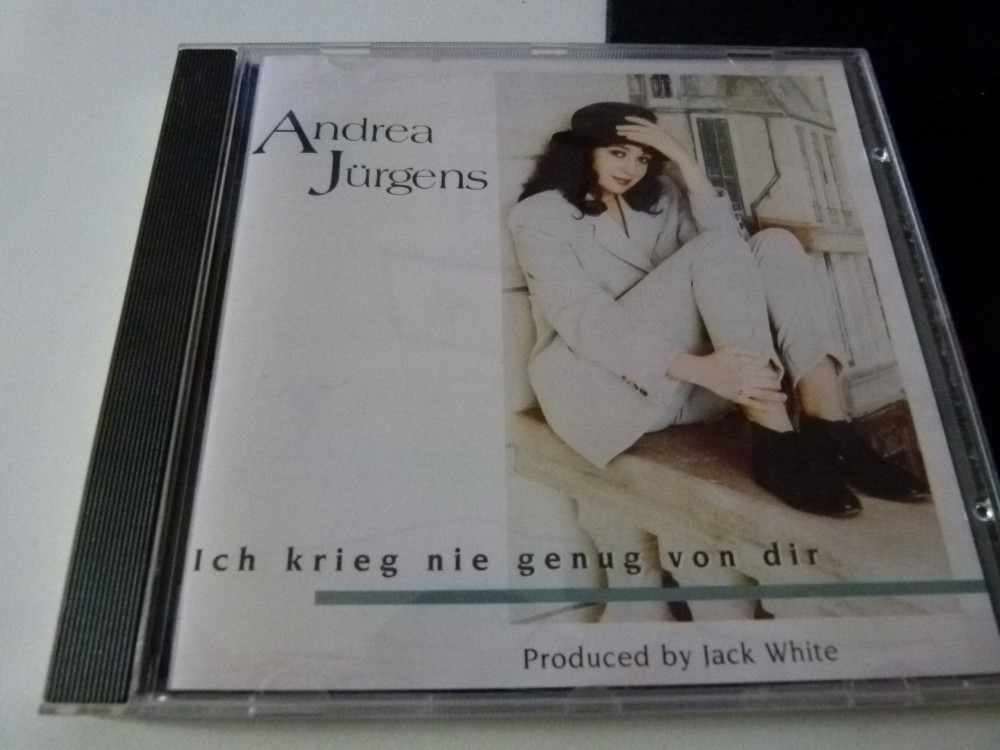 Andrea
Jürgens
Ich krieg nie genug von dir
Produced by Jack White